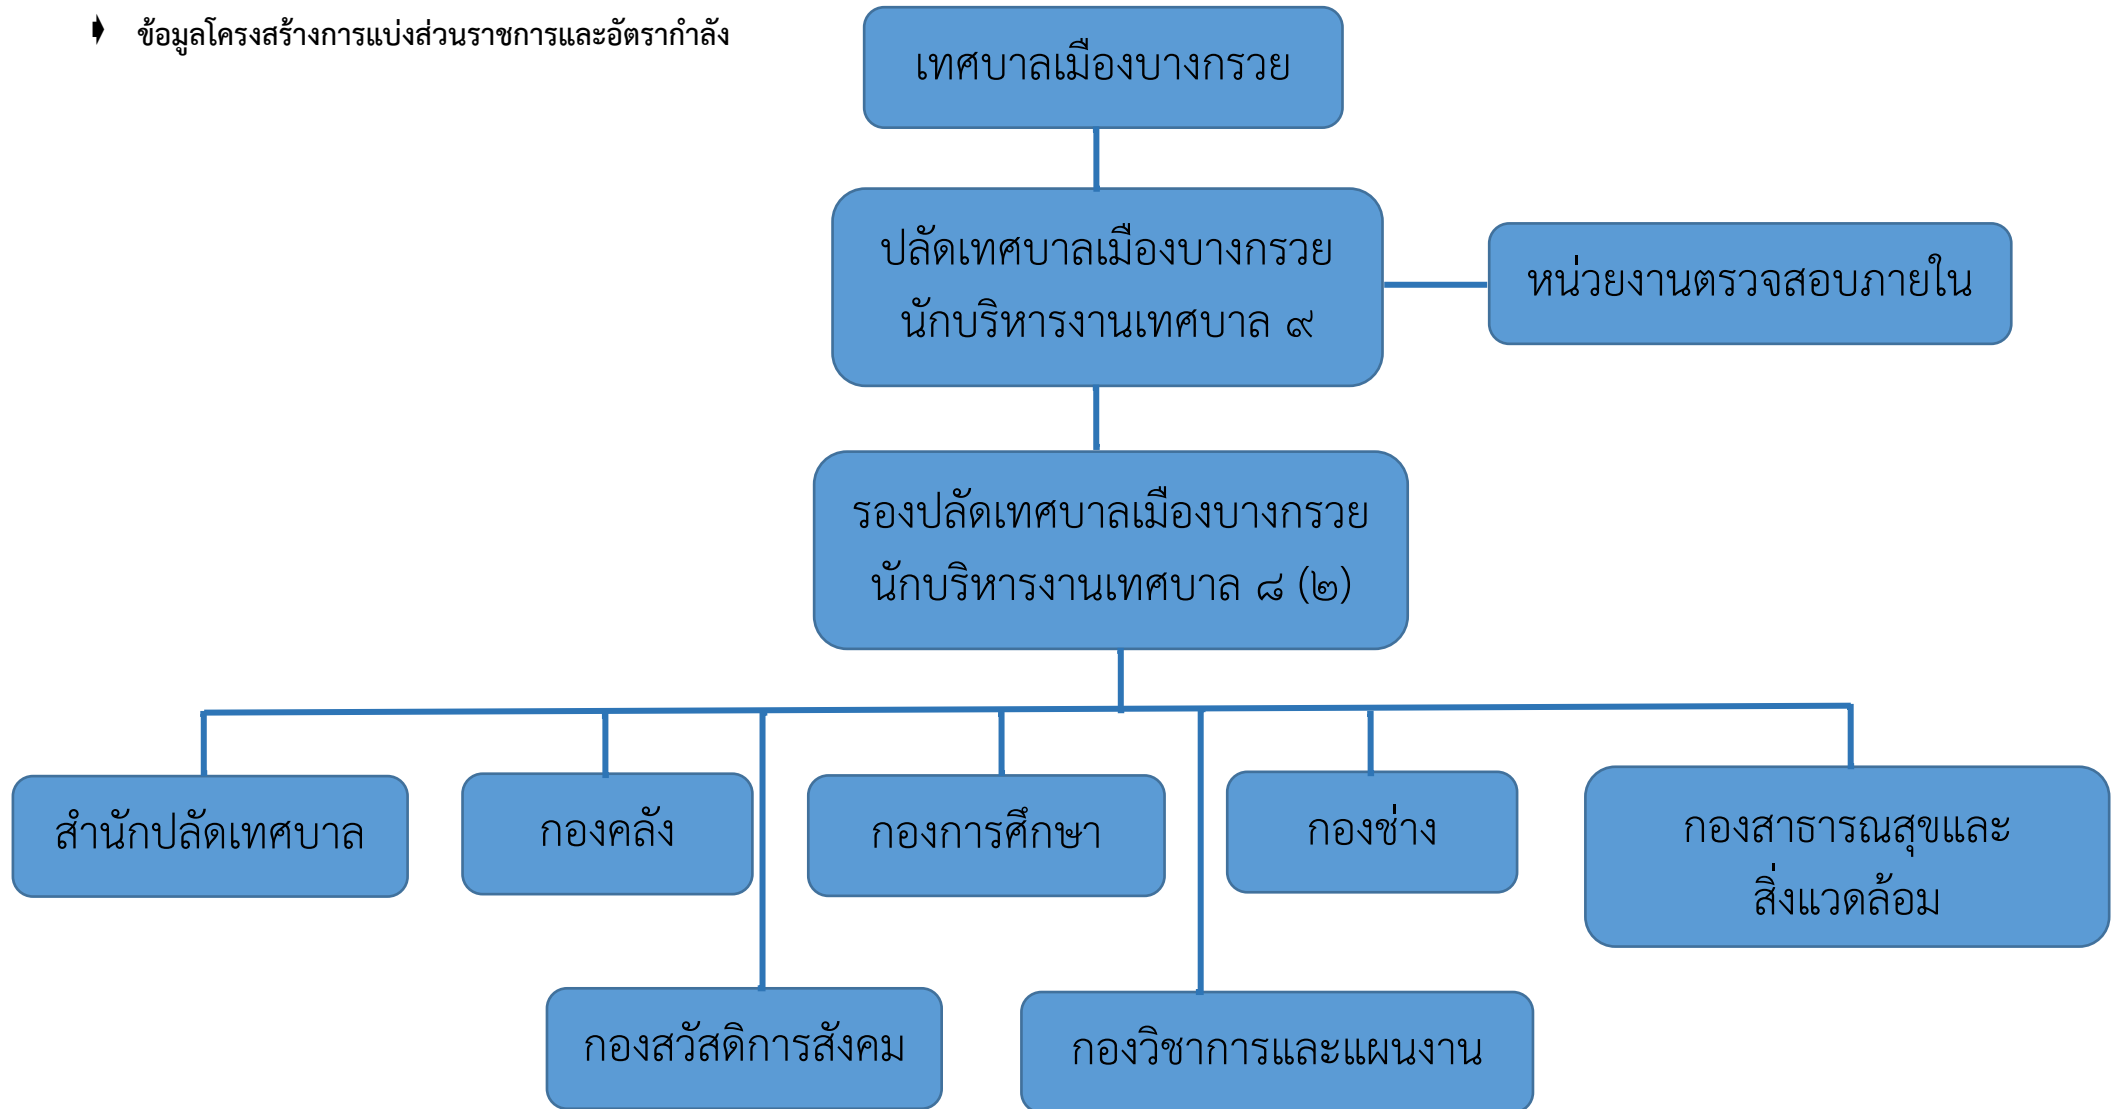 ข้อมูลโครงสร้างการแบ่งส่วนราชการและอัตรากำลัง
เทศบาลเมืองบางกรวย
ปลัดเทศบาลเมืองบางกรวย
นักบริหารงานเทศบาล ๙
หน่วยงานตรวจสอบภายใน
รองปลัดเทศบาลเมืองบางกรวย
นักบริหารงานเทศบาล ๘ (๒)
สำนักปลัดเทศบาล
กองคลัง
กองการศึกษา
กองช่าง
กองสาธารณสุขและ
สิ่งแวดล้อม
กองสวัสดิการสังคม
กองวิชาการและแผนงาน